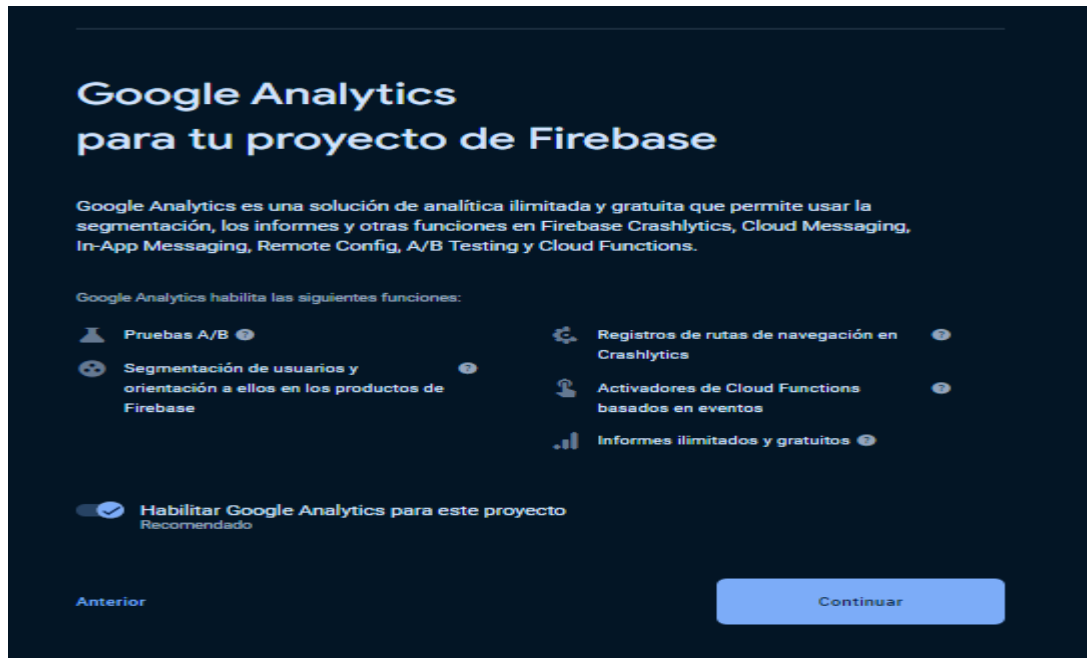 Google Analytics
para tu proyecto de Firebase
Google Analytics es una solución de analítica ilimitada y gratuita que permite usar la
segmentación, los informes y otras funciones en Firebase Crashlytics, Cloud Messaging,
In-App Messaging, Remote Config, A/B Testing y Cloud Functions.
Google Analytics habilita las siguientes funciones:
Pruebas A/B
Segmentación de usuarios y
orientación a ellos en los productos de
Firebase
Registros de rutas de navegación en
Crashlytics
Activadores de Cloud Functions
basados en eventos
Informes ilimitados y gratuitos
Habilitar Google Analytics para este proyecto
Recomendado
Anterior
Continuar